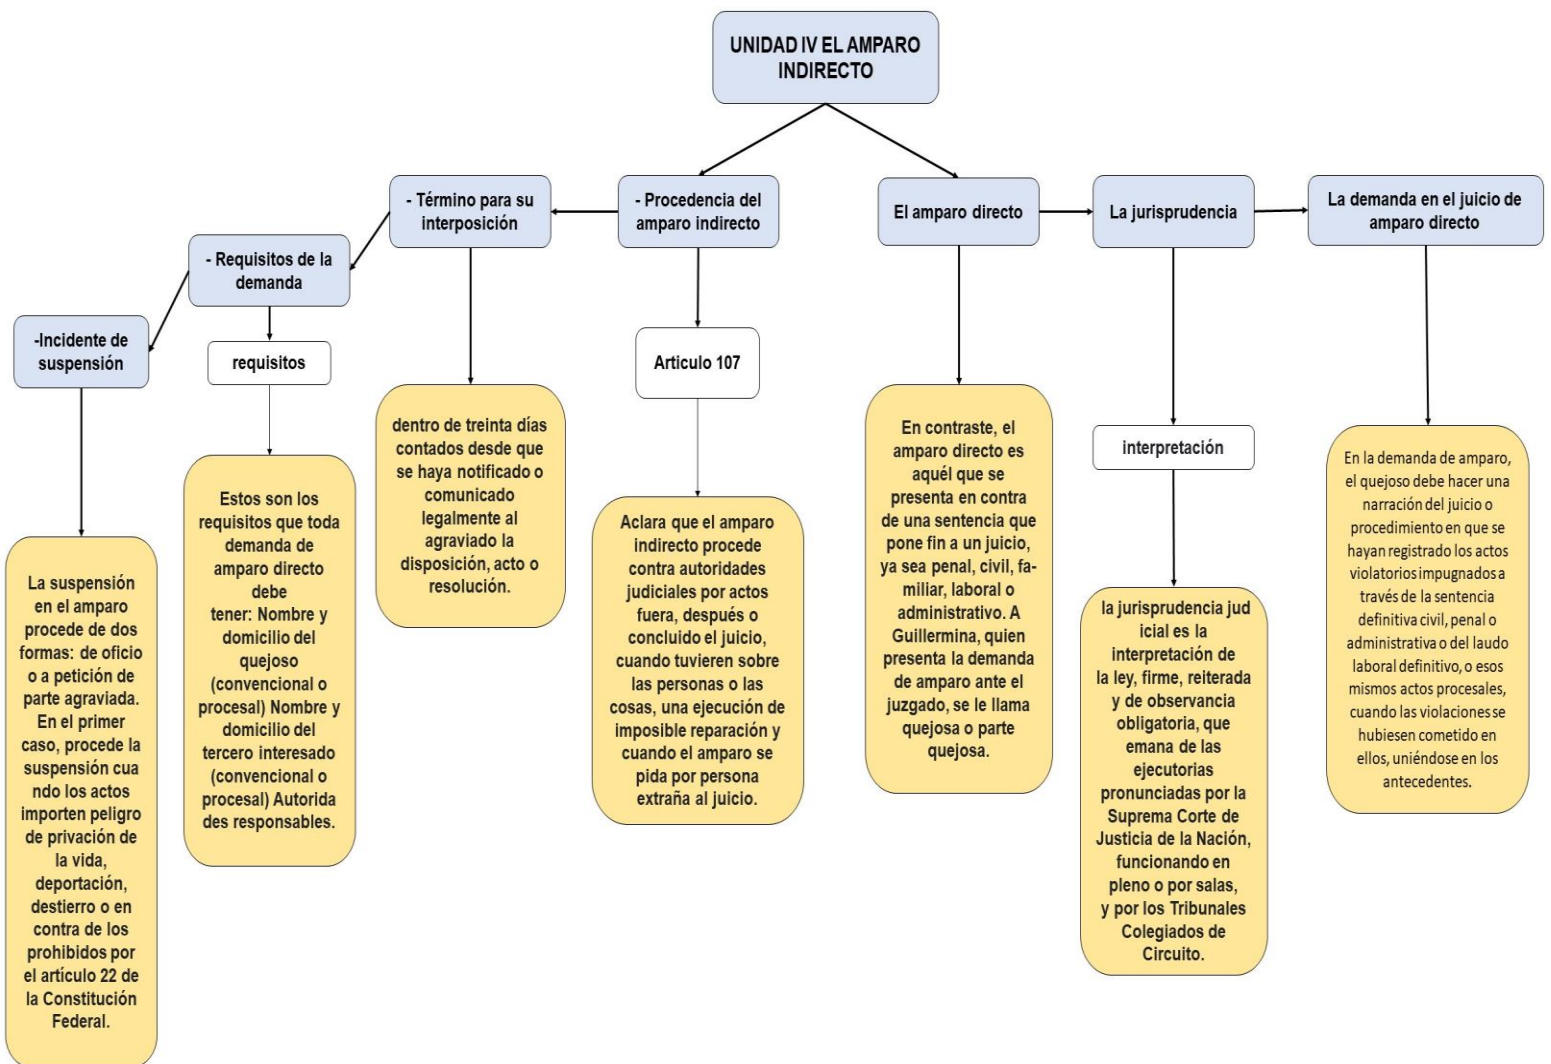 UNIDAD IV EL AMPARO
INDIRECTO
-Incidente de
suspensión
La suspensión
en el amparo
procede de dos
formas: de oficio
o a petición de
parte agraviada.
En el primer
caso, procede la
suspensión cua
ndo los actos
importen peligro
de privación de
la vida,
deportación,
destierro o en
contra de los
prohibidos por
el artículo 22 de
la Constitución
Federal.
- Requisitos de la
demanda
requisitos
Estos son los
requisitos que toda
demanda de
amparo directo
debe
tener: Nombre y
domicilio del
quejoso
(convencional o
procesal) Nombre y
domicilio del
tercero interesado
(convencional o
procesal) Autorida
des responsables.
- Término para su
interposición
dentro de treinta días
contados desde que
se haya notificado o
comunicado
legalmente al
agraviado la
disposición, acto o
resolución.
- Procedencia del
amparo indirecto
Articulo 107
Aclara que el amparo
indirecto procede
contra autoridades
judiciales por actos
fuera, después o
concluido el juicio,
cuando tuvieren sobre
las personas o las
cosas, una ejecución de
imposible reparación y
cuando el amparo se
pida por persona
extraña al juicio.
El amparo directo
En contraste, el
amparo directo es
aquél que se
presenta en contra
de una sentencia que
pone fin a un juicio,
ya sea penal, civil, fa-
miliar, laboral o
administrativo. A
Guillermina, quien
presenta la demanda
de amparo ante el
juzgado, se le llama
quejosa o parte
quejosa.
La jurisprudencia
interpretación
la jurisprudencia jud
icial es la
interpretación de
la ley, firme, reiterada
y de observancia
obligatoria, que
emana de las
ejecutorias
pronunciadas por la
Suprema Corte de
Justicia de la Nación,
funcionando en
pleno o por salas,
y por los Tribunales
Colegiados de
Circuito.
La demanda en el juicio de
amparo directo
En la demanda de amparo,
el quejoso debe hacer una
narración del juicio o
procedimiento en que se
hayan registrado los actos
violatorios impugnados a
través de la sentencia
definitiva civil, penal o
administrativa o del laudo
laboral definitivo, o esos
mismos actos procesales,
cuando las violaciones se
hubiesen cometido en
ellos, uniéndose en los
antecedentes.